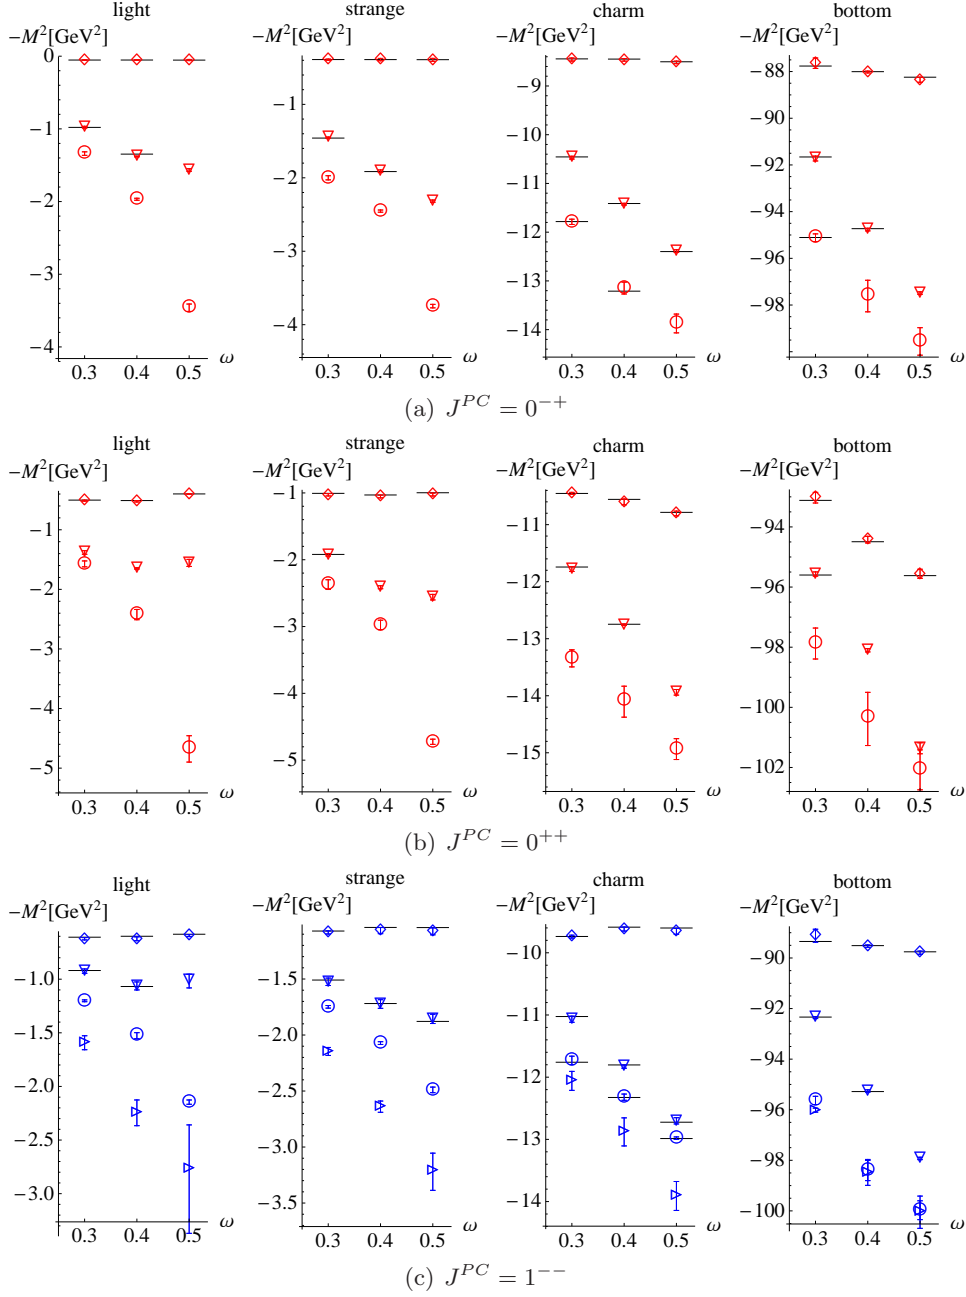 light strange charm bottom
−M²[GeV²] −M²[GeV²] −M²[GeV²] −M²[GeV²]
0 −1 −2 −3 −4
−1 −2 −3 −4
−9 −10 −11 −12 −13 −14
−88 −90 −92 −94 −96 −98
0.3 0.4 0.5 ω 0.3 0.4 0.5 ω 0.3 0.4 0.5 ω 0.3 0.4 0.5 ω
(a) J^{PC} = 0^{−+}
light strange charm bottom
−M²[GeV²] −M²[GeV²] −M²[GeV²] −M²[GeV²]
−1 −2 −3 −4 −5
−1 −2 −3 −4 −5
−11 −12 −13 −14 −15
−94 −96 −98 −100 −102
0.3 0.4 0.5 ω 0.3 0.4 0.5 ω 0.3 0.4 0.5 ω 0.3 0.4 0.5 ω
(b) J^{PC} = 0^{++}
light strange charm bottom
−M²[GeV²] −M²[GeV²] −M²[GeV²] −M²[GeV²]
−1.0 −1.5 −2.0 −2.5 −3.0
−1.5 −2.0 −2.5 −3.0 −3.5
−10 −11 −12 −13 −14
−90 −92 −94 −96 −98 −100
0.3 0.4 0.5 ω 0.3 0.4 0.5 ω 0.3 0.4 0.5 ω 0.3 0.4 0.5 ω
(c) J^{PC} = 1^{−−}